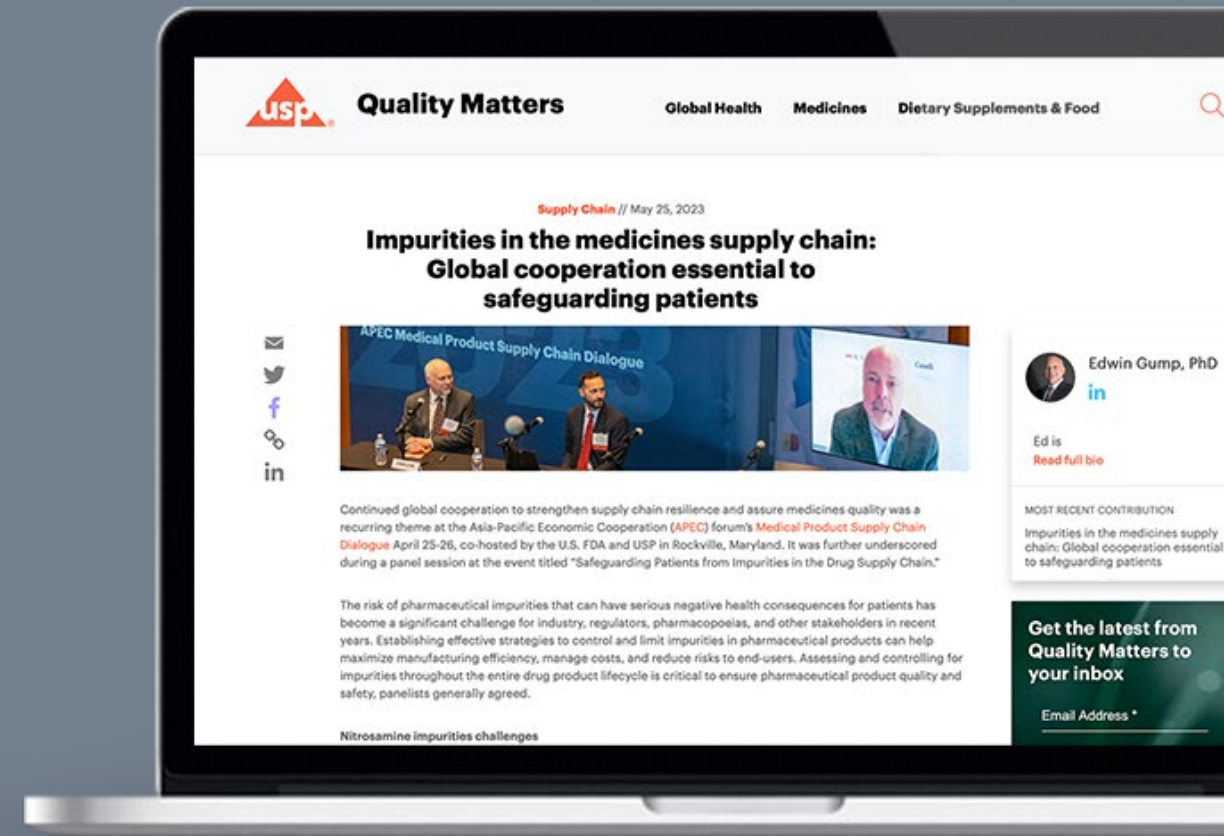 usp
Quality Matters
Global Health
Medicines
Dietary Supplements & Food
Supply Chain // May 25, 2023
Impurities in the medicines supply chain:
Global cooperation essential to
safeguarding patients
APEC Medical Product Supply Chain Dialogue
2023
Continued global cooperation to strengthen supply chain resilience and assure medicines quality was a
recurring theme at the Asia-Pacific Economic Cooperation (APEC) forum's Medical Product Supply Chain
Dialogue April 25-26, co-hosted by the U.S. FDA and USP in Rockville, Maryland. It was further underscored
during a panel session at the event titled “Safeguarding Patients from Impurities in the Drug Supply Chain.”
The risk of pharmaceutical impurities that can have serious negative health consequences for patients has
become a significant challenge for industry, regulators, pharmacopoeias, and other stakeholders in recent
years. Establishing effective strategies to control and limit impurities in pharmaceutical products can help
maximize manufacturing efficiency, manage costs, and reduce risks to end-users. Assessing and controlling for
impurities throughout the entire drug product lifecycle is critical to ensure pharmaceutical product quality and
safety, panelists generally agreed.
Nitrosamine impurities challenges
Edwin Gump, PhD
in
Ed is
Read full bio
MOST RECENT CONTRIBUTION
Impurities in the medicines supply
chain: Global cooperation essential
to safeguarding patients
Get the latest from
Quality Matters to
your inbox
Email Address *